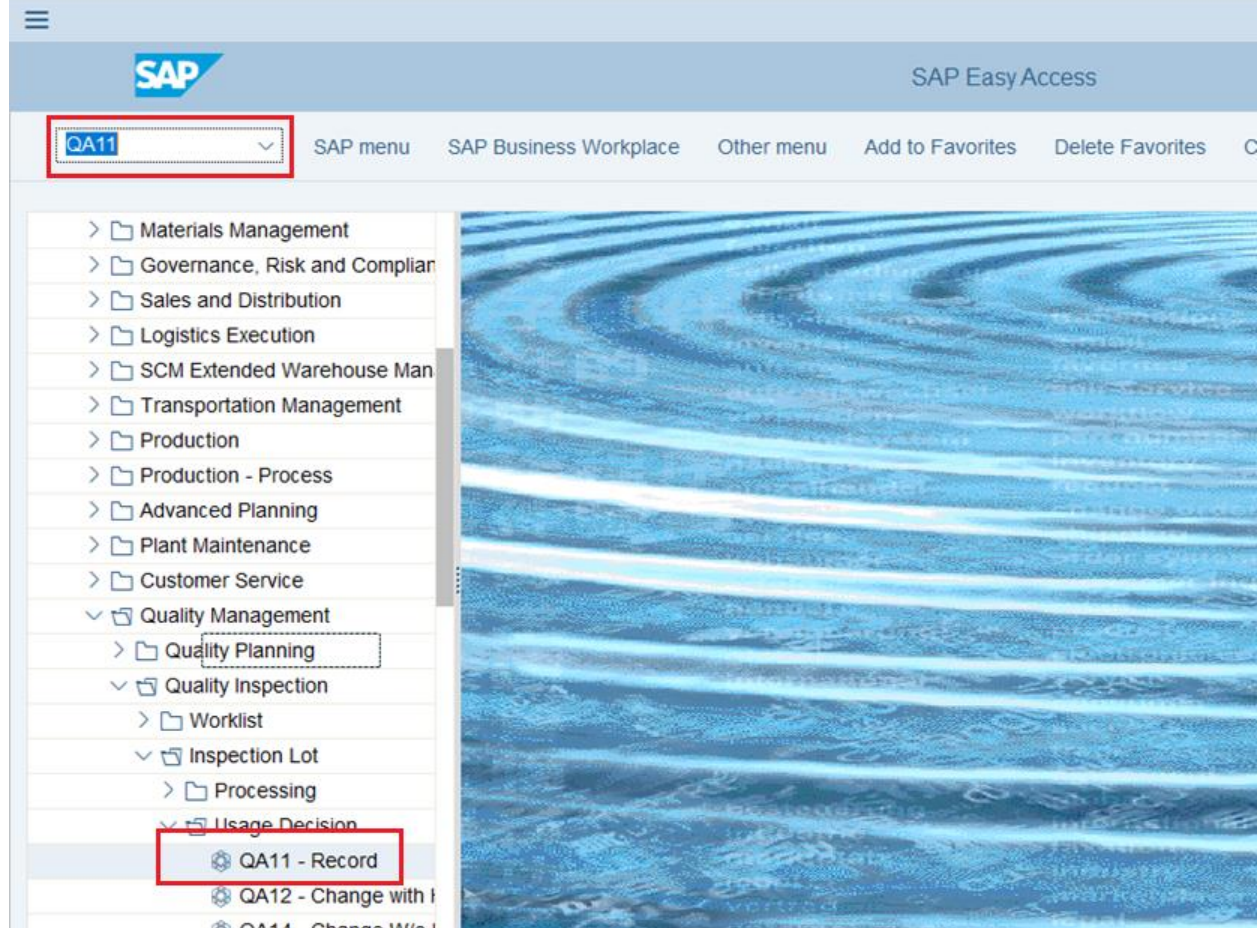 SAP
SAP Easy Access
QA11 SAP menu SAP Business Workplace Other menu Add to Favorites Delete Favorites C
Materials Management
Governance, Risk and Complian
Sales and Distribution
Logistics Execution
SCM Extended Warehouse Man
Transportation Management
Production
Production - Process
Advanced Planning
Plant Maintenance
Customer Service
Quality Management
Quality Planning
Quality Inspection
Worklist
Inspection Lot
Processing
Usage Decision
QA11 - Record
QA12 - Change with H
QA14 - Change W/o